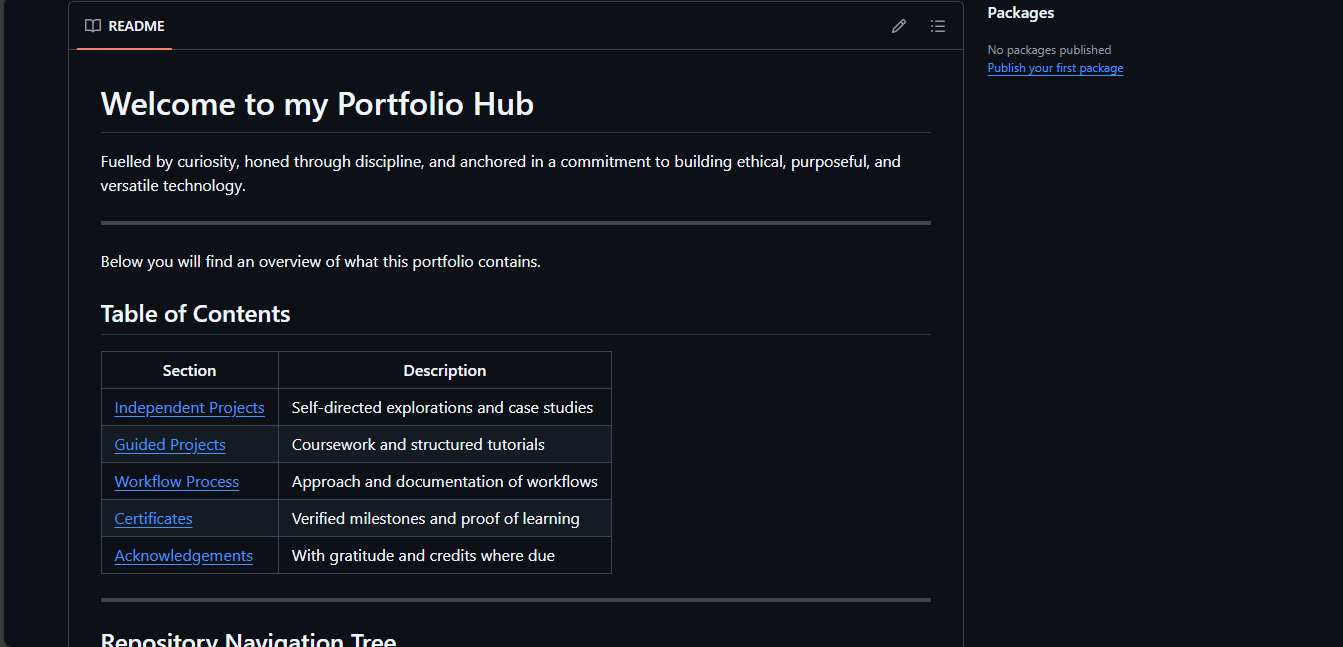 README
Packages
No packages published
Publish your first package
Welcome to my Portfolio Hub
Fuelled by curiosity, honed through discipline, and anchored in a commitment to building ethical, purposeful, and
versatile technology.
Below you will find an overview of what this portfolio contains.
Table of Contents
Section Description
Independent Projects Self-directed explorations and case studies
Guided Projects Coursework and structured tutorials
Workflow Process Approach and documentation of workflows
Certificates Verified milestones and proof of learning
Acknowledgements With gratitude and credits where due
Repository Navigation Tree